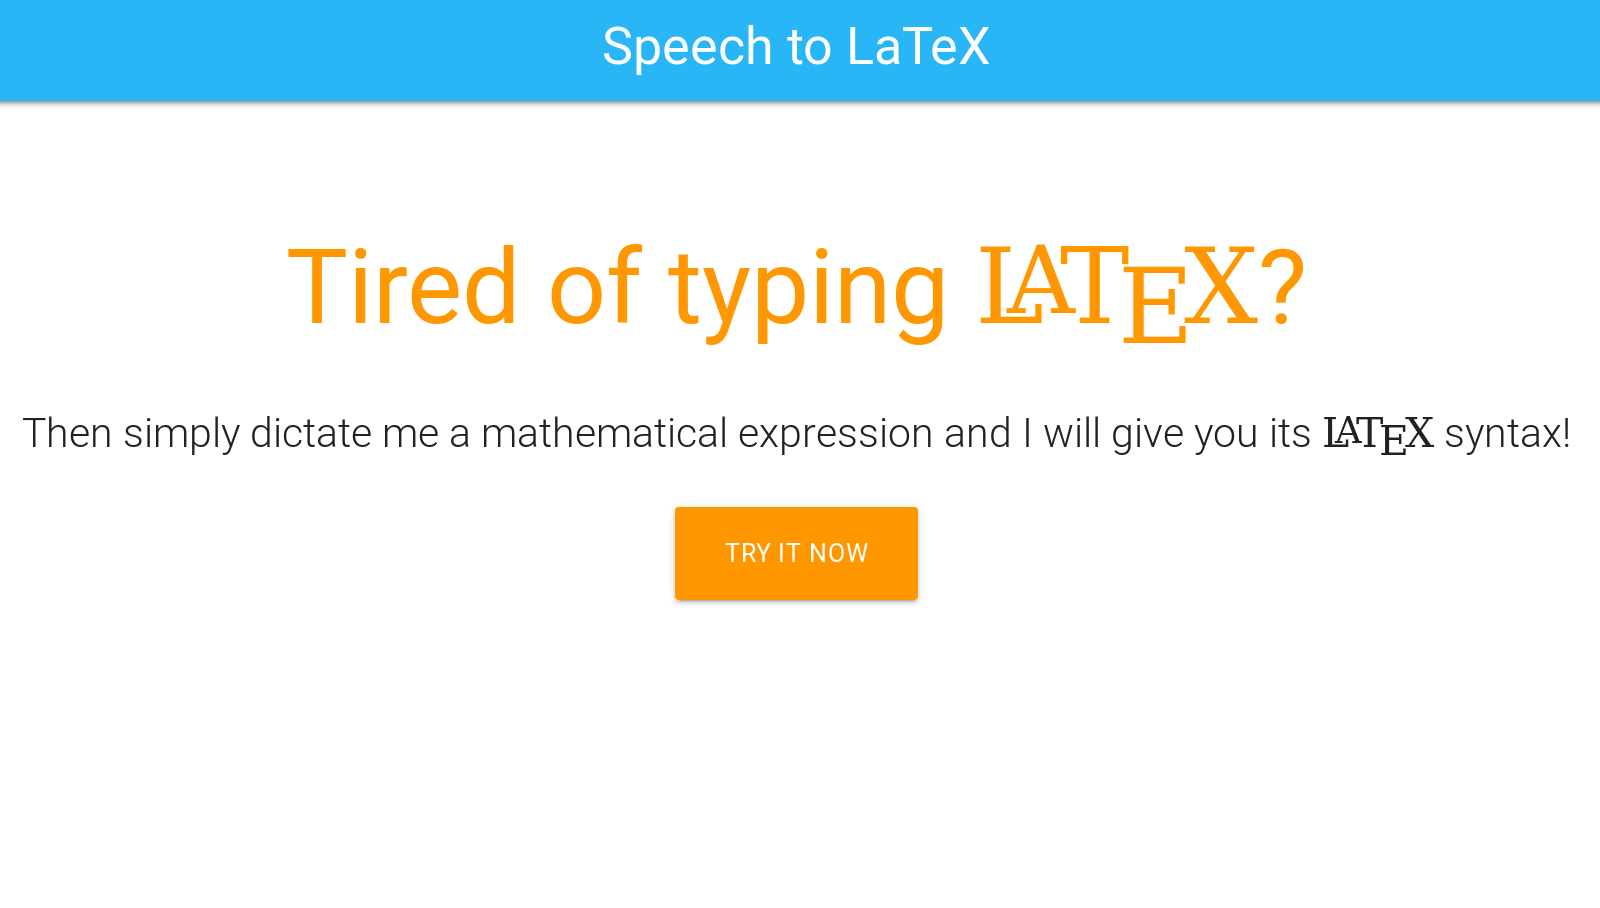 Speech to LaTeX
Tired of typing LATEX?
Then simply dictate me a mathematical expression and I will give you its LATEX syntax!
TRY IT NOW